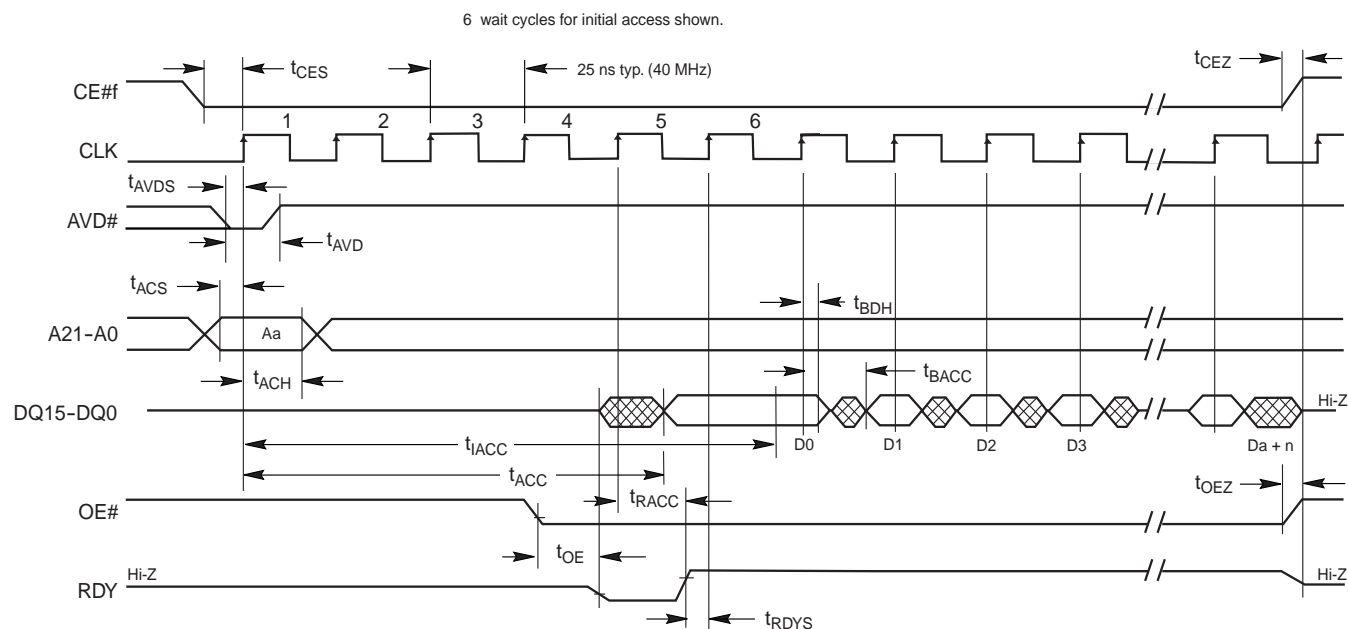 6 wait cycles for initial access shown.
tCES
25 ns typ. (40 MHz)
tCEZ
CE#f
1 2 3 4 5 6
CLK
tAVDS
AVD#
tAVD
tACS
tBDH
A21-A0
Aa
tACH
tBACC
DQ15-DQ0
Hi-Z
tIACC
D0 D1 D2 D3 Da + n
tACC
tOEZ
tRACC
OE#
tOE
Hi-Z
Hi-Z
RDY
tRDYS